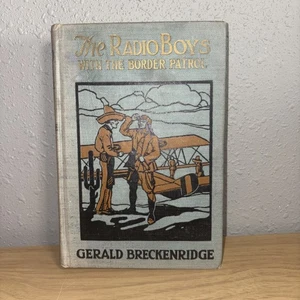 The RADIO BOYS
WITH THE BORDER PATROL
GERALD BRECKENRIDGE